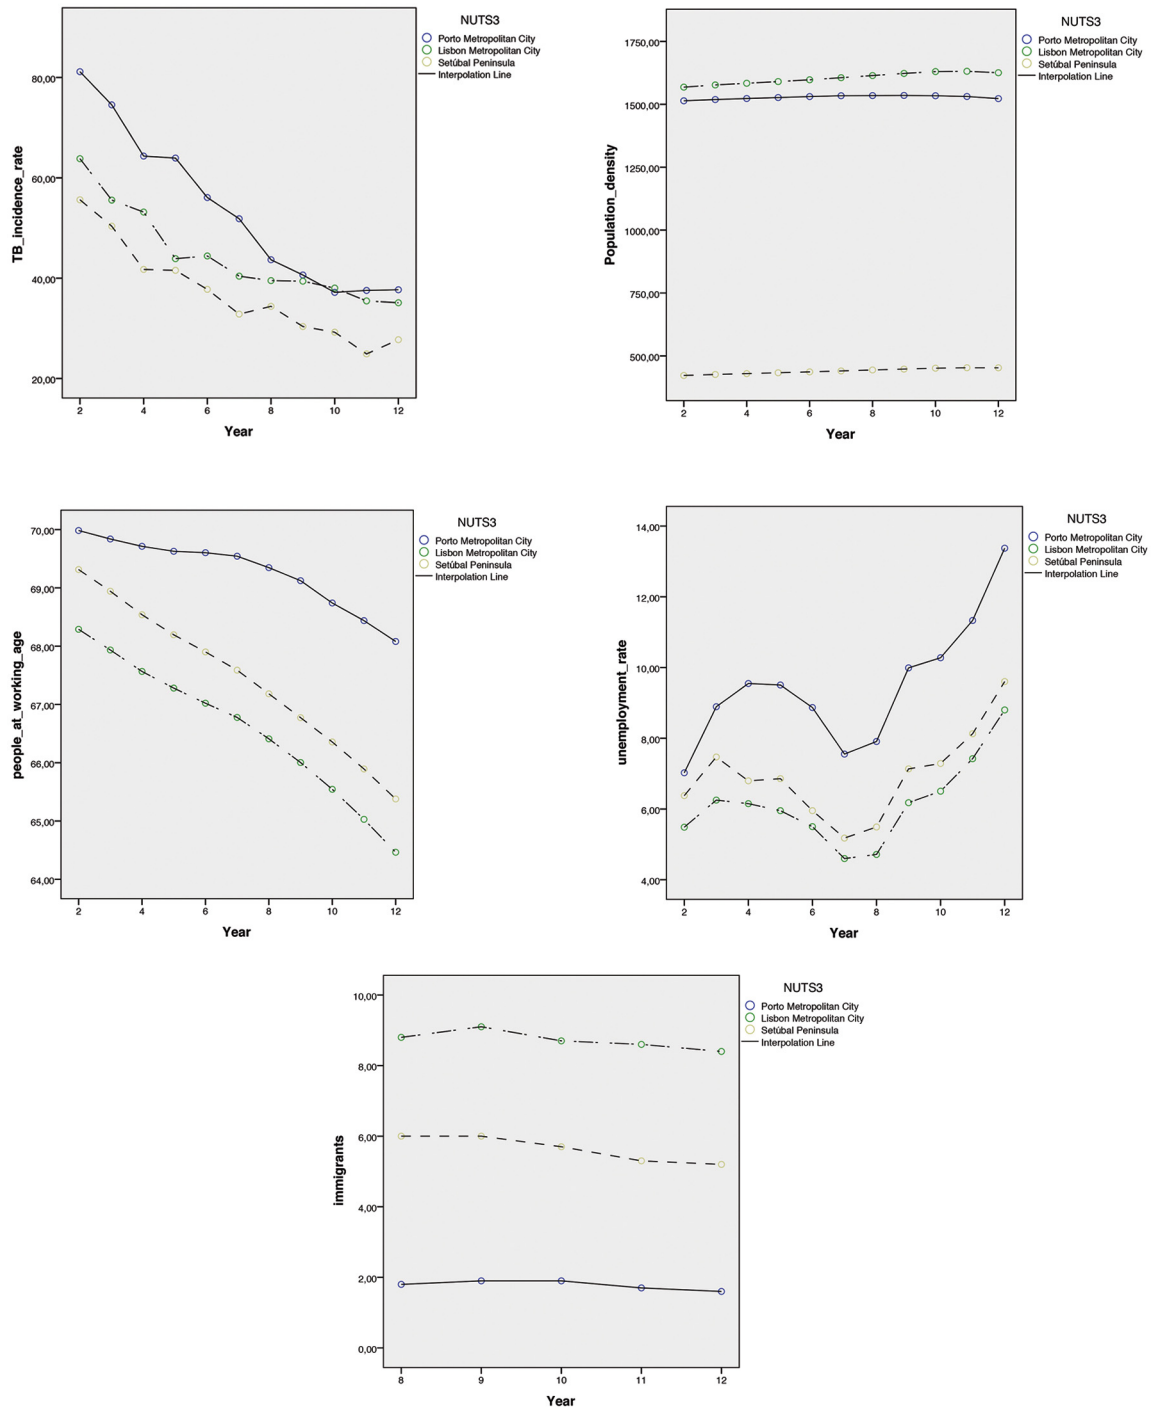 NUTS3
Porto Metropolitan City
Lisbon Metropolitan City
Setúbal Peninsula
Interpolation Line
80,00
60,00
40,00
20,00
TB_incidence_rate
2 4 6 8 10 12
Year
NUTS3
Porto Metropolitan City
Lisbon Metropolitan City
Setúbal Peninsula
Interpolation Line
1750,00
1500,00
1250,00
1000,00
750,00
500,00
Population_density
2 4 6 8 10 12
Year
NUTS3
Porto Metropolitan City
Lisbon Metropolitan City
Setúbal Peninsula
Interpolation Line
70,00
69,00
68,00
67,00
66,00
65,00
64,00
people_at_working_age
2 4 6 8 10 12
Year
NUTS3
Porto Metropolitan City
Lisbon Metropolitan City
Setúbal Peninsula
Interpolation Line
14,00
12,00
10,00
8,00
6,00
4,00
unemployment_rate
2 4 6 8 10 12
Year
NUTS3
Porto Metropolitan City
Lisbon Metropolitan City
Setúbal Peninsula
Interpolation Line
10,00
8,00
6,00
4,00
2,00
0,00
immigrants
8 9 10 11 12
Year